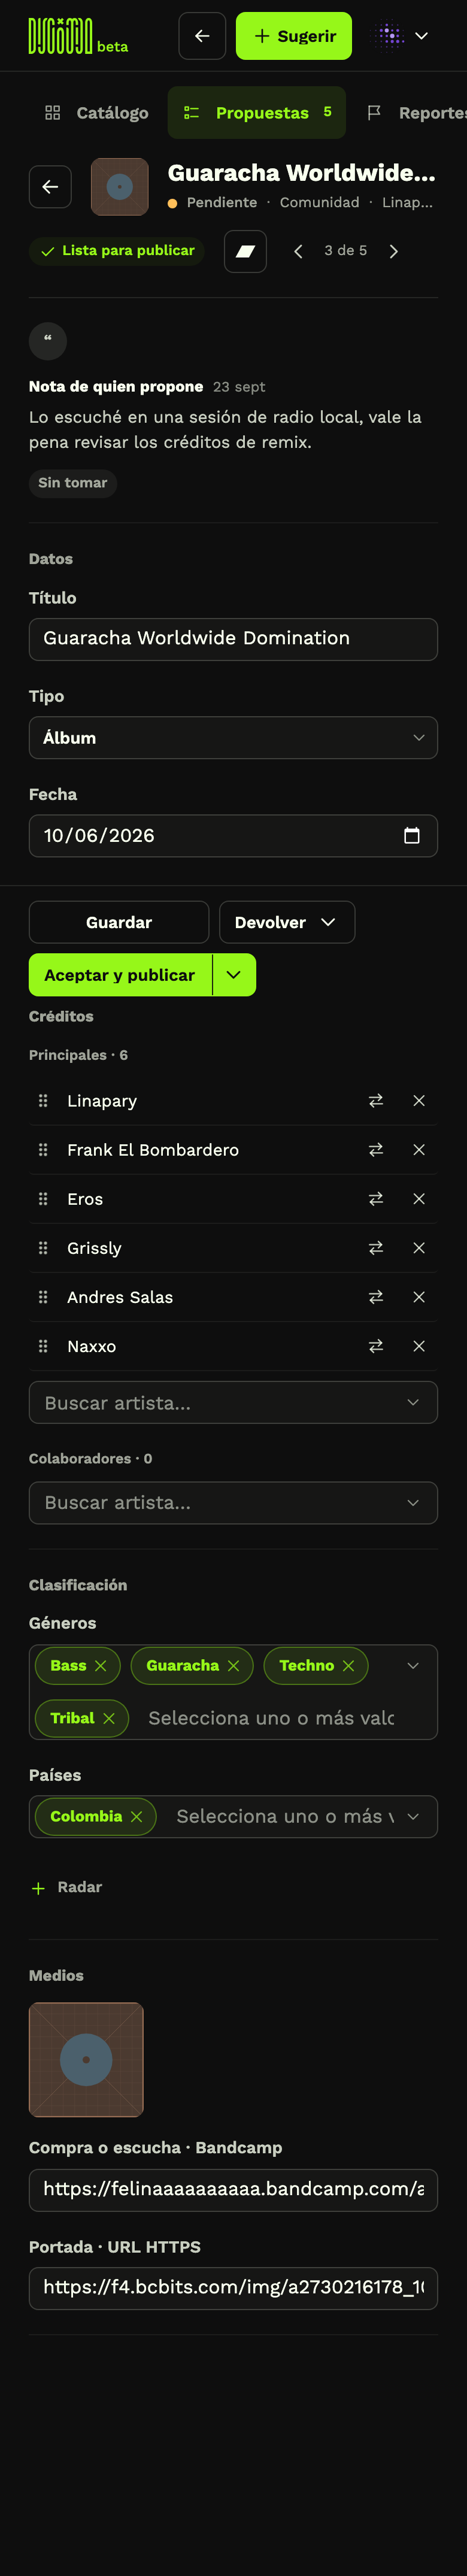 beta
Sugerir
Catálogo
Propuestas 5
Reportes
Guaracha Worldwide...
Pendiente · Comunidad · Linap...
Lista para publicar
3 de 5
“
Nota de quien propone 23 sept
Lo escuché en una sesión de radio local, vale la
pena revisar los créditos de remix.
Sin tomar
Datos
Título
Guaracha Worldwide Domination
Tipo
Álbum
Fecha
10/06/2026
Guardar
Devolver
Aceptar y publicar
Créditos
Principales · 6
Linapary
Frank El Bombardero
Eros
Grissly
Andres Salas
Naxxo
Buscar artista...
Colaboradores · 0
Buscar artista...
Clasificación
Géneros
Bass
Guaracha
Techno
Tribal
Selecciona uno o más valo
Países
Colombia
Selecciona uno o más v
Radar
Medios
Compra o escucha · Bandcamp
https://felinaaaaaaaaaa.bandcamp.com/a
Portada · URL HTTPS
https://f4.bcbits.com/img/a2730216178_10